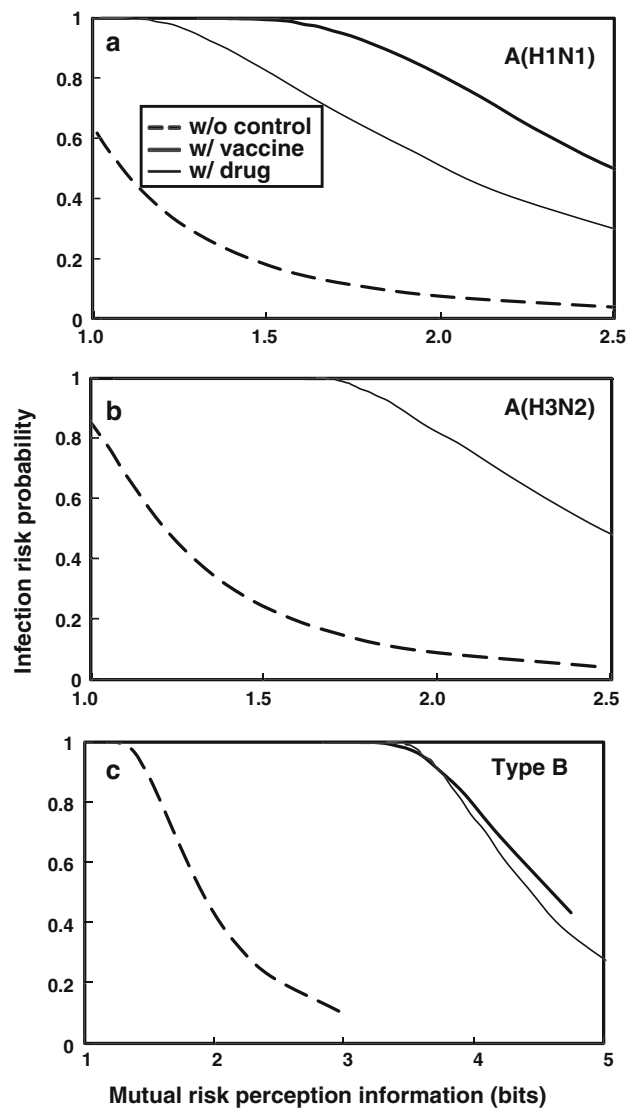 1
a
A(H1N1)
0.8
w/o control
w/ vaccine
w/ drug
0.6
0.4
0.2
0
1.0 1.5 2.0 2.5
1
b
A(H3N2)
0.8
0.6
0.4
0.2
0
1.0 1.5 2.0 2.5
Infection risk probability
1
c
Type B
0.8
0.6
0.4
0.2
0
1 2 3 4 5
Mutual risk perception information (bits)